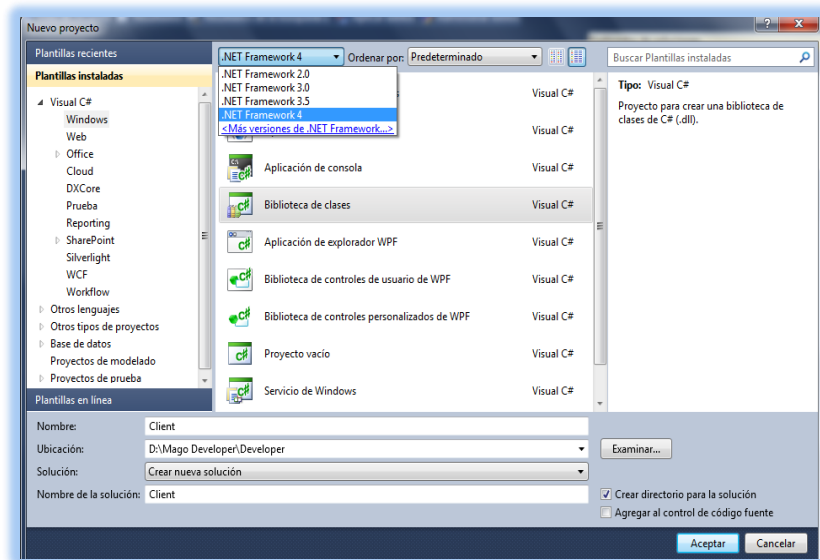 Nuevo proyecto
Plantillas recientes
.NET Framework 4
Ordenar por:
Predeterminado
Buscar Plantillas instaladas
Plantillas instaladas
.NET Framework 2.0
.NET Framework 3.0
.NET Framework 3.5
.NET Framework 4
<Más versiones de .NET Framework...>
Visual C#
Windows
Web
Office
Cloud
DXCore
Prueba
Reporting
SharePoint
Silverlight
WCF
Workflow
Otros lenguajes
Otros tipos de proyectos
Base de datos
Proyectos de modelado
Proyectos de prueba
Plantillas en línea
Visual C#
Visual C#
Aplicación de consola Visual C#
Biblioteca de clases Visual C#
Aplicación de explorador WPF Visual C#
Biblioteca de controles de usuario de WPF Visual C#
Biblioteca de controles personalizados de WPF Visual C#
Proyecto vacío Visual C#
Servicio de Windows Visual C#
Tipo: Visual C#
Proyecto para crear una biblioteca de
clases de C# (.dll).
Nombre: Client
Ubicación: D:\Mago Developer\Developer
Examinar...
Solución: Crear nueva solución
Nombre de la solución: Client
Crear directorio para la solución
Agregar al control de código fuente
Aceptar Cancelar